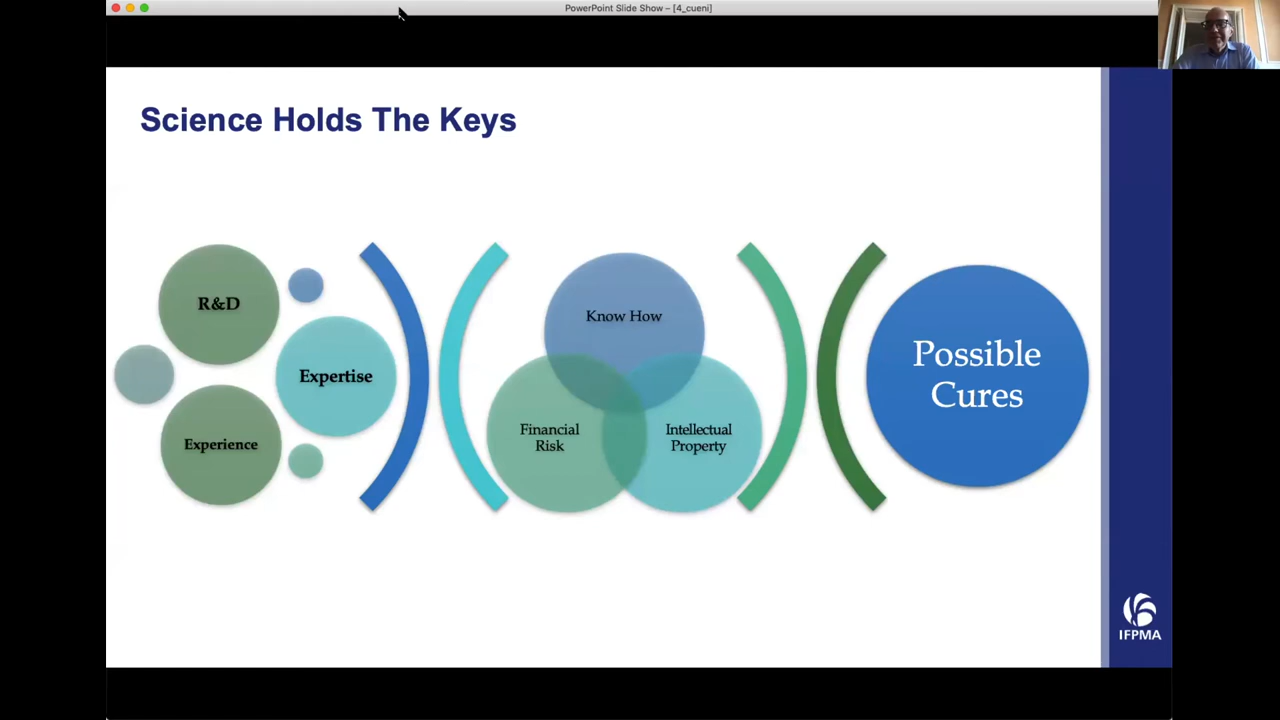 PowerPoint Slide Show – [4_cueni]
Science Holds The Keys
R&D
Expertise
Experience
Know How
Financial
Risk
Intellectual
Property
Possible
Cures
IFPMA